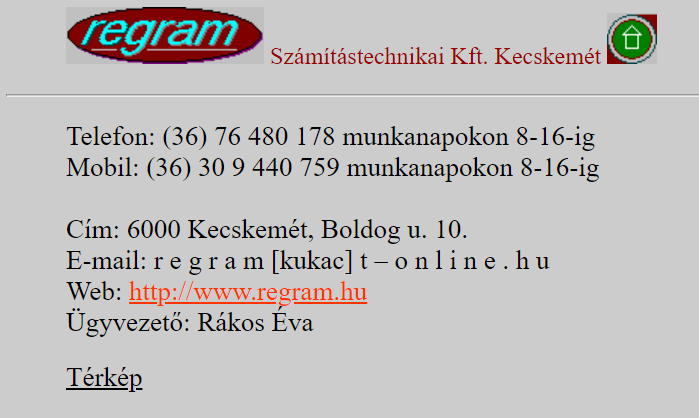 regram Számítástechnikai Kft. Kecskemét
Telefon: (36) 76 480 178 munkanapokon 8-16-ig
Mobil: (36) 30 9 440 759 munkanapokon 8-16-ig
Cím: 6000 Kecskemét, Boldog u. 10.
E-mail: r e g r a m [kukac] t – o n l i n e . h u
Web: http://www.regram.hu
Ügyvezető: Rákos Éva
Térkép